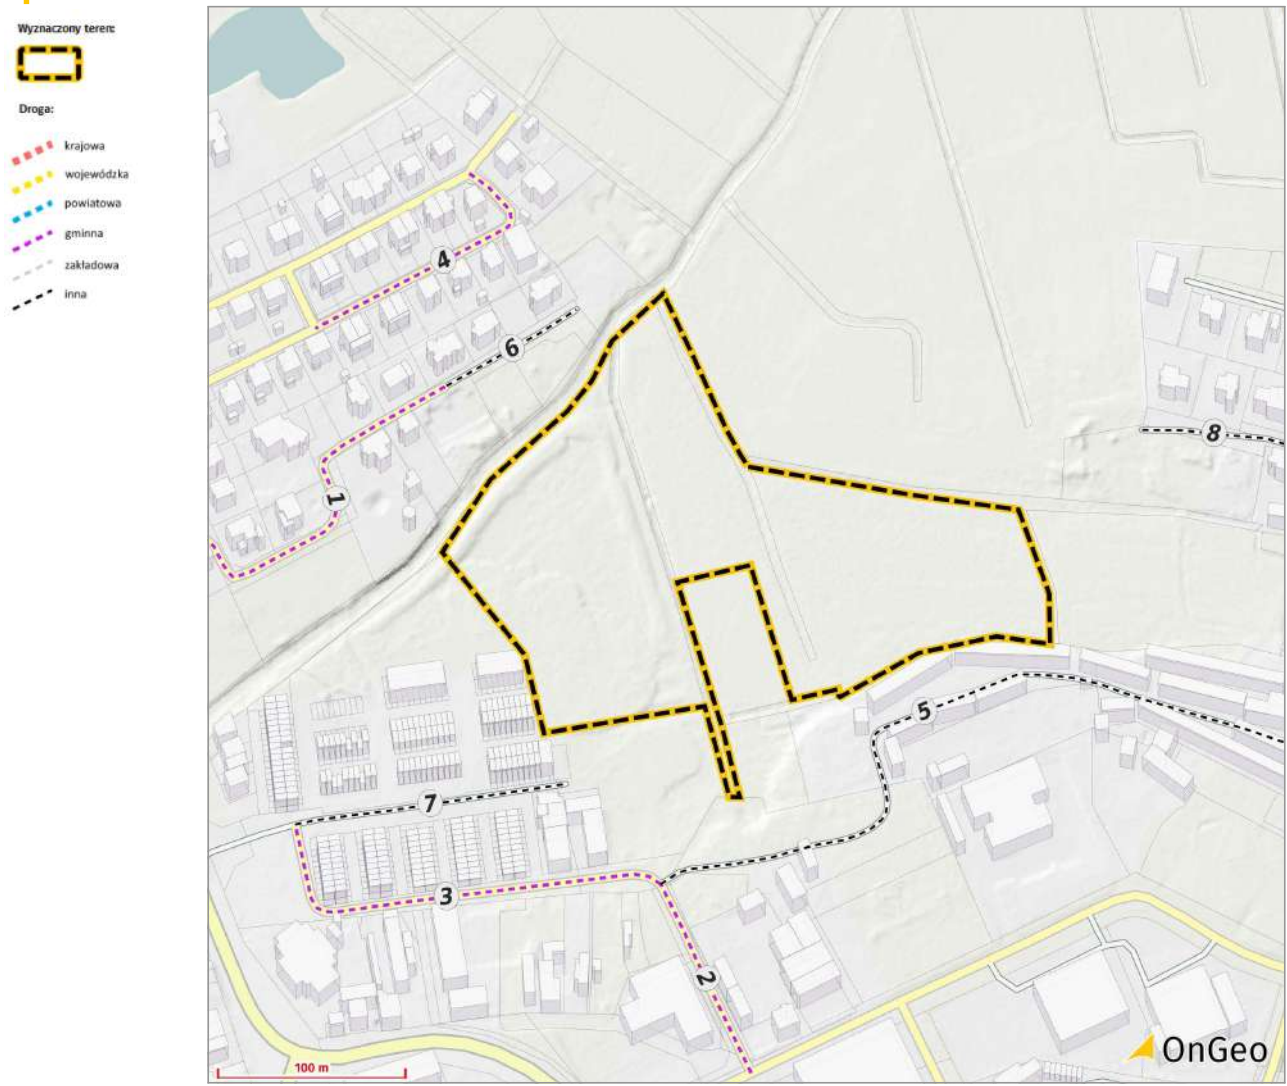 Wyznaczony teren:
Droga:
krajowa
wojewódzka
powiatowa
gminna
zakładowa
inna
4
6
8
1
5
7
3
2
100 m
OnGeo